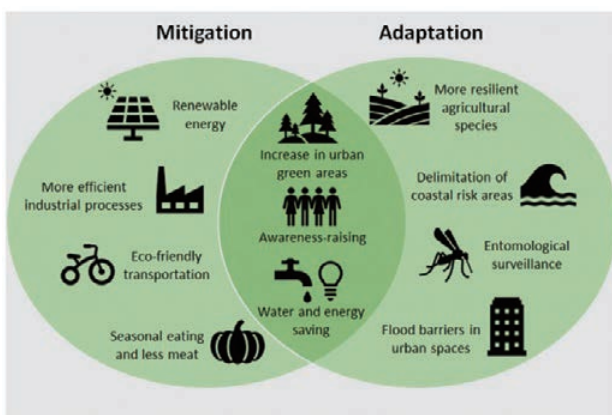 Mitigation
Adaptation
Renewable
energy
More efficient
industrial processes
Eco-friendly
transportation
Seasonal eating
and less meat
Increase in urban
green areas
Awareness-raising
Water and energy
saving
More resilient
agricultural
species
Delimitation of
coastal risk areas
Entomological
surveillance
Flood barriers in
urban spaces